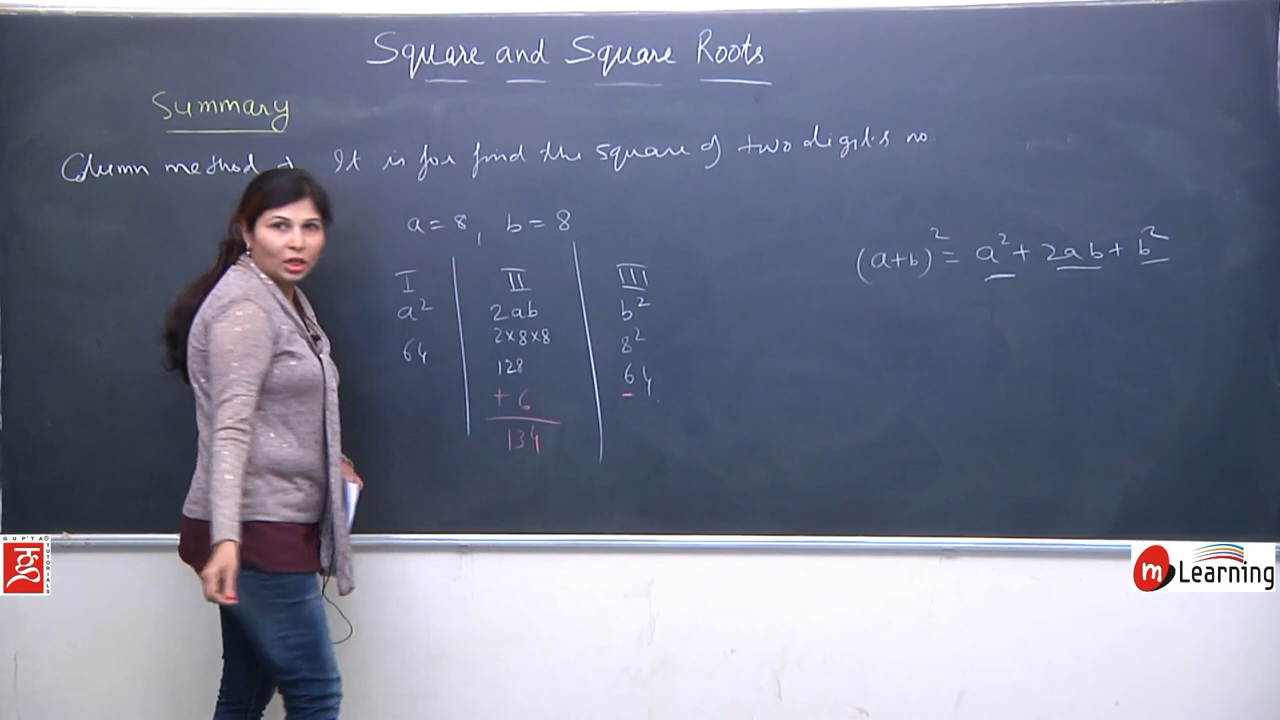 Square and Square Roots
Summary
Column method → It is for find the square of two digits no.
a = 8, b = 8
(a+b)² = a² + 2ab + b²
I II III
a² 2ab b²
2×8×8 8²
64 128 64
+ 6
134
GUPTA TUTORIALS
m Learning